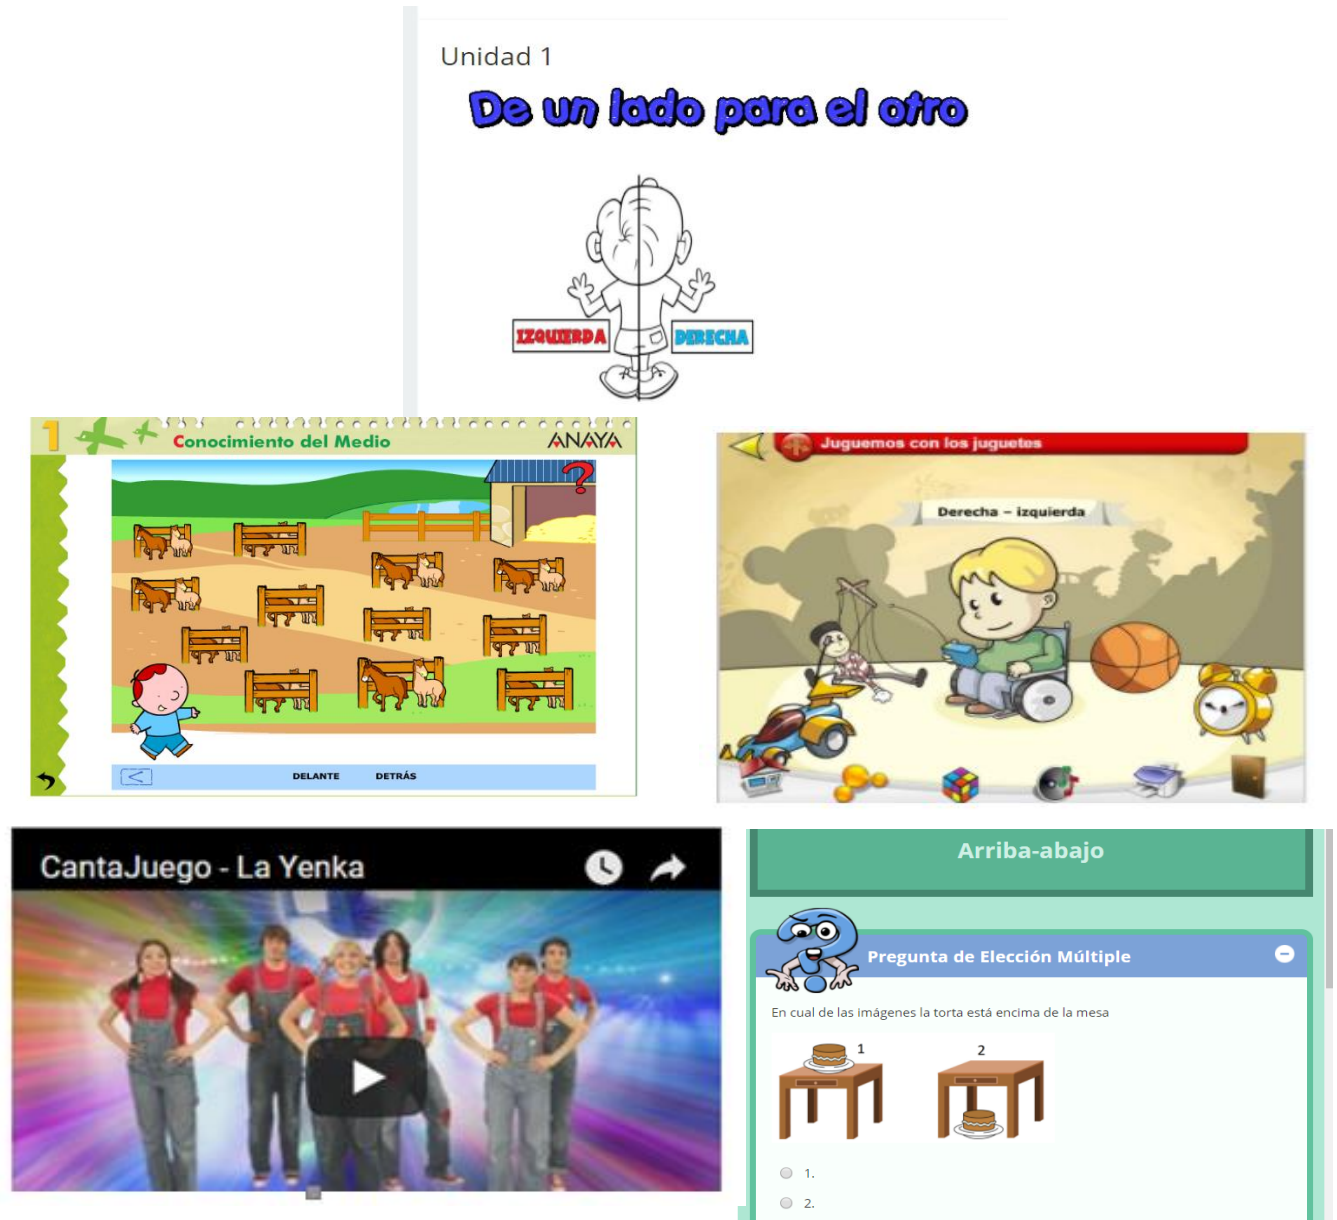 Unidad 1
De un lado para el otro
IZQUIERDA
DERECHA
1
Conocimiento del Medio
ANAYA
?
DELANTE
DETRÁS
Juguemos con los juguetes
Derecha - izquierda
CantaJuego - La Yenka
Arriba-abajo
Pregunta de Elección Múltiple
En cual de las imágenes la torta está encima de la mesa
1
2
1.
2.